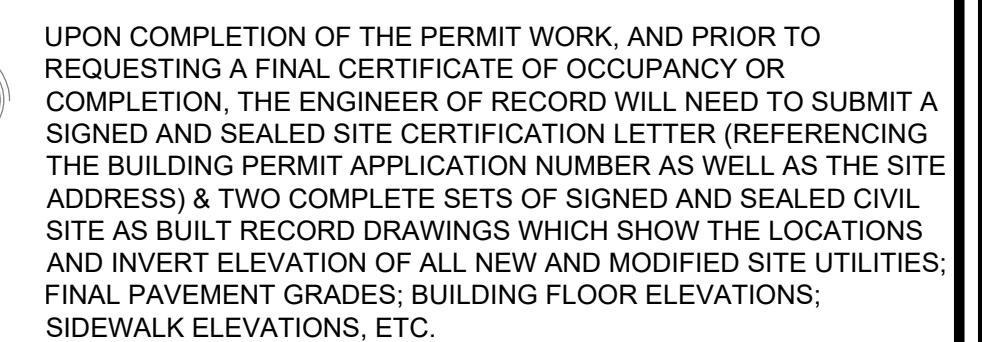 UPON COMPLETION OF THE PERMIT WORK, AND PRIOR TO
REQUESTING A FINAL CERTIFICATE OF OCCUPANCY OR
COMPLETION, THE ENGINEER OF RECORD WILL NEED TO SUBMIT A
SIGNED AND SEALED SITE CERTIFICATION LETTER (REFERENCING
THE BUILDING PERMIT APPLICATION NUMBER AS WELL AS THE SITE
ADDRESS) & TWO COMPLETE SETS OF SIGNED AND SEALED CIVIL
SITE AS BUILT RECORD DRAWINGS WHICH SHOW THE LOCATIONS
AND INVERT ELEVATION OF ALL NEW AND MODIFIED SITE UTILITIES;
FINAL PAVEMENT GRADES; BUILDING FLOOR ELEVATIONS;
SIDEWALK ELEVATIONS, ETC.